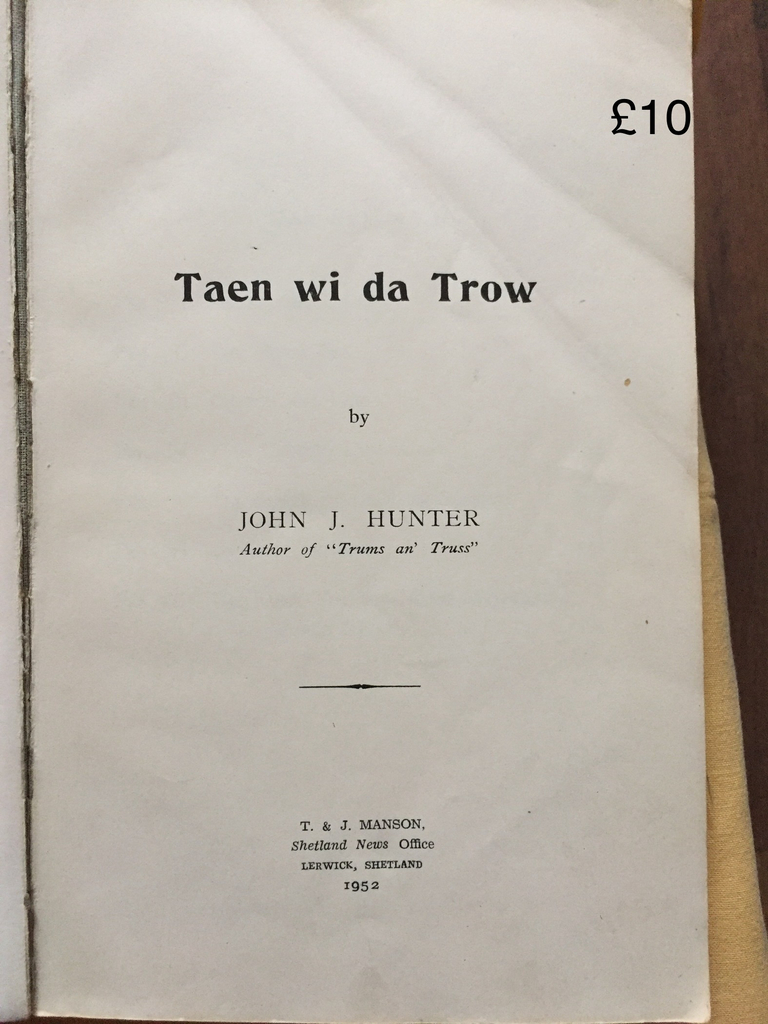 £10
Taen wi da Trow
by
JOHN J. HUNTER
Author of "Trums an' Truss"
T. & J. MANSON,
Shetland News Office
LERWICK, SHETLAND
1952